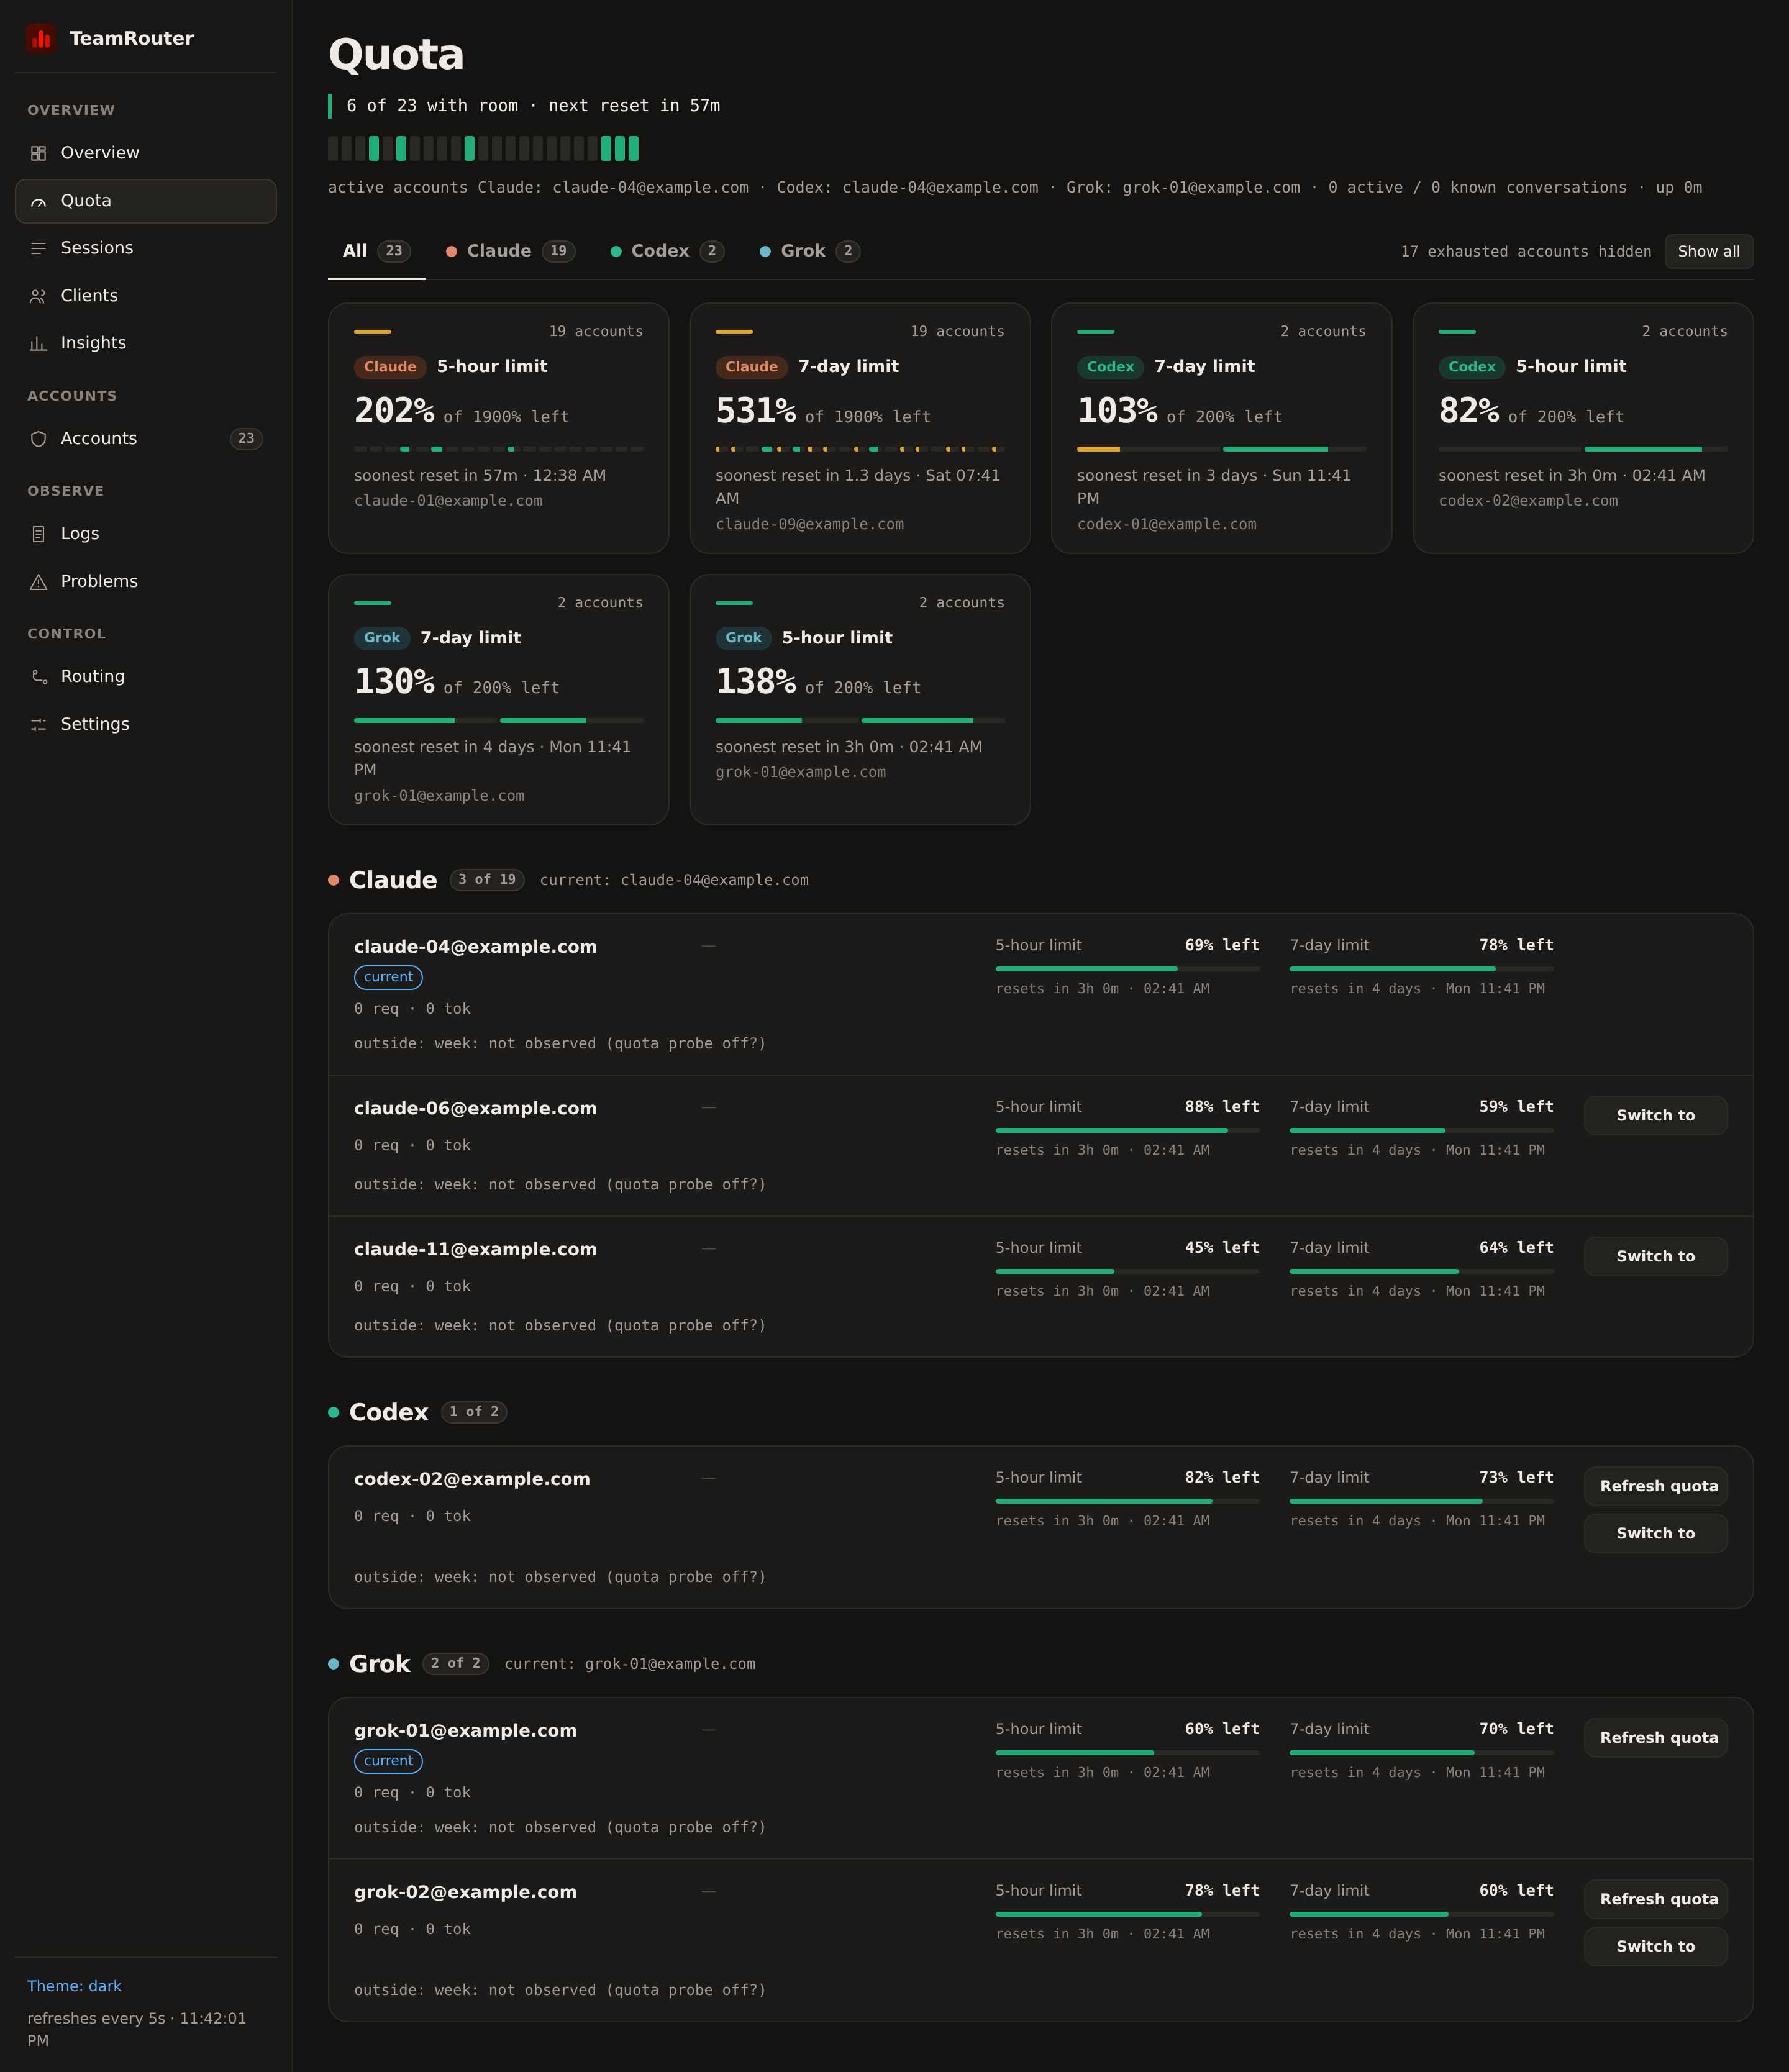 TeamRouter
OVERVIEW
Overview
Quota
Sessions
Clients
Insights
ACCOUNTS
Accounts 23
OBSERVE
Logs
Problems
CONTROL
Routing
Settings
Theme: dark
refreshes every 5s · 11:42:01
PM
Quota
6 of 23 with room · next reset in 57m
active accounts Claude: claude-04@example.com · Codex: claude-04@example.com · Grok: grok-01@example.com · 0 active / 0 known conversations · up 0m
All 23 Claude 19 Codex 2 Grok 2 17 exhausted accounts hidden Show all
19 accounts
Claude 5-hour limit
202% of 1900% left
soonest reset in 57m · 12:38 AM
claude-01@example.com
19 accounts
Claude 7-day limit
531% of 1900% left
soonest reset in 1.3 days · Sat 07:41
AM
claude-09@example.com
2 accounts
Codex 7-day limit
103% of 200% left
soonest reset in 3 days · Sun 11:41
PM
codex-01@example.com
2 accounts
Codex 5-hour limit
82% of 200% left
soonest reset in 3h 0m · 02:41 AM
codex-02@example.com
2 accounts
Grok 7-day limit
130% of 200% left
soonest reset in 4 days · Mon 11:41
PM
grok-01@example.com
2 accounts
Grok 5-hour limit
138% of 200% left
soonest reset in 3h 0m · 02:41 AM
grok-01@example.com
Claude 3 of 19 current: claude-04@example.com
claude-04@example.com — 5-hour limit 69% left 7-day limit 78% left
current
resets in 3h 0m · 02:41 AM resets in 4 days · Mon 11:41 PM
0 req · 0 tok
outside: week: not observed (quota probe off?)
claude-06@example.com — 5-hour limit 88% left 7-day limit 59% left Switch to
resets in 3h 0m · 02:41 AM resets in 4 days · Mon 11:41 PM
0 req · 0 tok
outside: week: not observed (quota probe off?)
claude-11@example.com — 5-hour limit 45% left 7-day limit 64% left Switch to
resets in 3h 0m · 02:41 AM resets in 4 days · Mon 11:41 PM
0 req · 0 tok
outside: week: not observed (quota probe off?)
Codex 1 of 2
codex-02@example.com — 5-hour limit 82% left 7-day limit 73% left Refresh quota
resets in 3h 0m · 02:41 AM resets in 4 days · Mon 11:41 PM
0 req · 0 tok Switch to
outside: week: not observed (quota probe off?)
Grok 2 of 2 current: grok-01@example.com
grok-01@example.com — 5-hour limit 60% left 7-day limit 70% left Refresh quota
current
resets in 3h 0m · 02:41 AM resets in 4 days · Mon 11:41 PM
0 req · 0 tok
outside: week: not observed (quota probe off?)
grok-02@example.com — 5-hour limit 78% left 7-day limit 60% left Refresh quota
resets in 3h 0m · 02:41 AM resets in 4 days · Mon 11:41 PM
0 req · 0 tok Switch to
outside: week: not observed (quota probe off?)